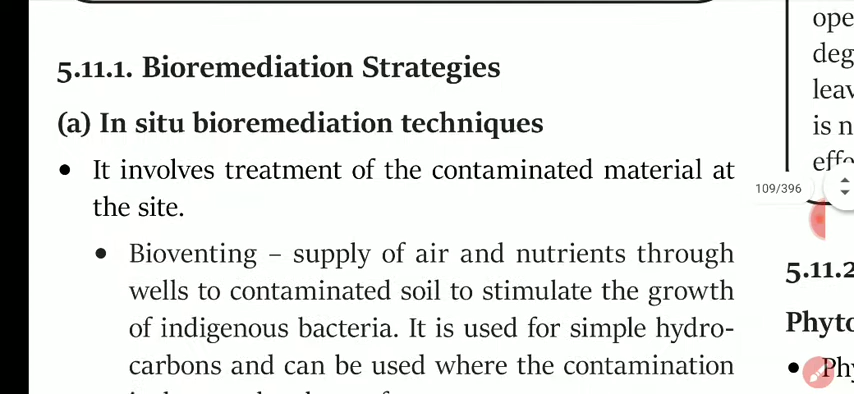 5.11.1. Bioremediation Strategies
(a) In situ bioremediation techniques
• It involves treatment of the contaminated material at
the site.
• Bioventing – supply of air and nutrients through
wells to contaminated soil to stimulate the growth
of indigenous bacteria. It is used for simple hydro-
carbons and can be used where the contamination
ope
deg
leav
is n
109/396
5.11.2
Phyto
• Phy